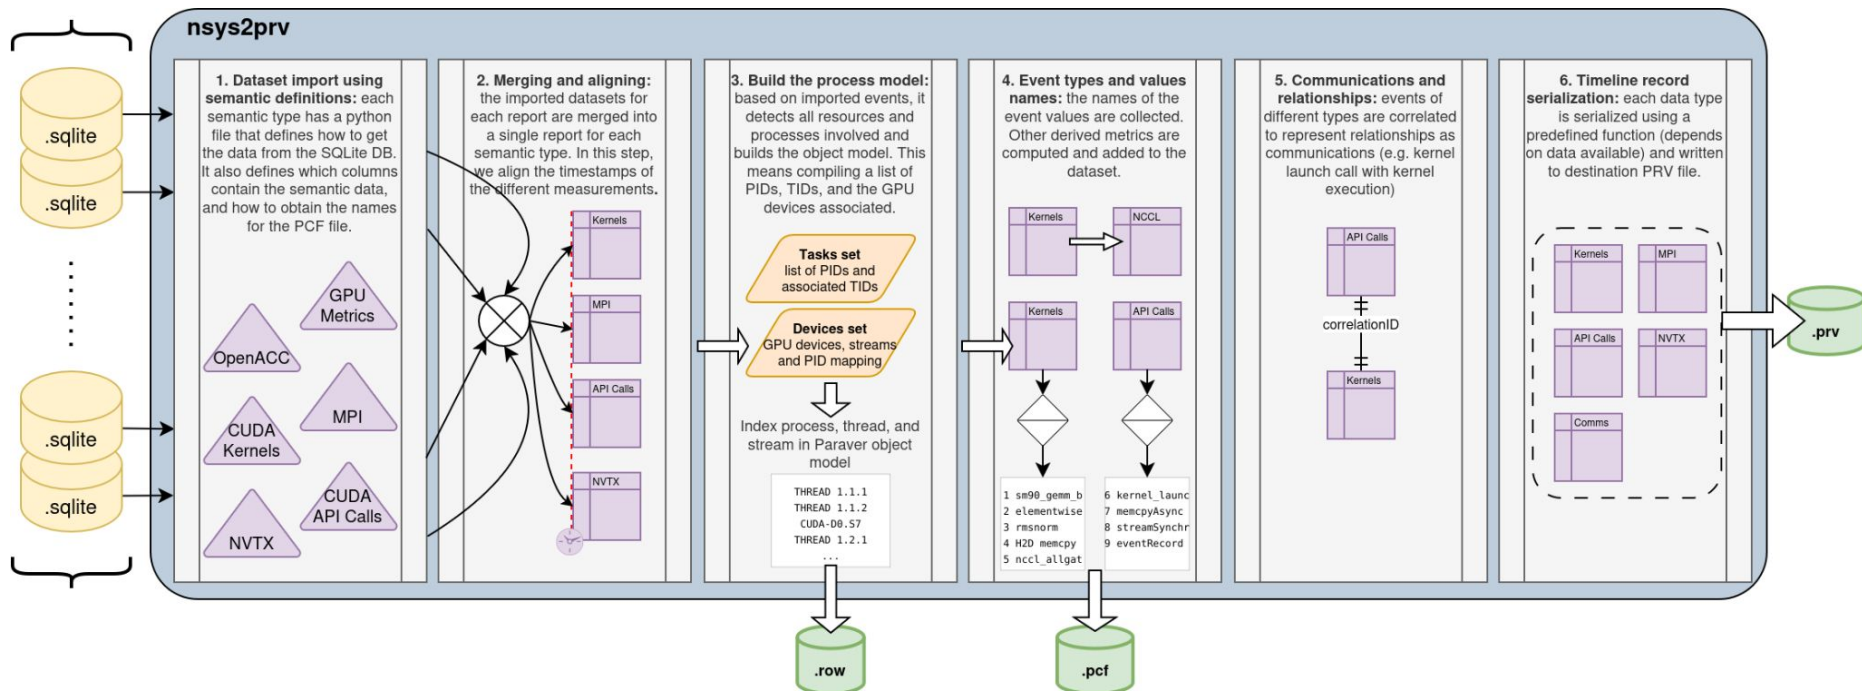 nsys2prv
.sqlite
.sqlite
.sqlite
.sqlite
1. Dataset import using
semantic definitions: each
semantic type has a python
file that defines how to get
the data from the SQLite DB.
It also defines which columns
contain the semantic data,
and how to obtain the names
for the PCF file.
GPU
Metrics
OpenACC
MPI
CUDA
Kernels
CUDA
API Calls
NVTX
2. Merging and aligning:
the imported datasets for
each report are merged into
a single report for each
semantic type. In this step,
we align the timestamps of
the different measurements.
Kernels
MPI
API Calls
NVTX
3. Build the process model:
based on imported events, it
detects all resources and
processes involved and
builds the object model. This
means compiling a list of
PIDs, TIDs, and the GPU
devices associated.
Tasks set
list of PIDs and
associated TIDs
Devices set
GPU devices, streams
and PID mapping
Index process, thread, and
stream in Paraver object
model
THREAD 1.1.1
THREAD 1.1.2
CUDA-D0.S7
THREAD 1.2.1
...
.row
4. Event types and values
names: the names of the
event values are collected.
Other derived metrics are
computed and added to the
dataset.
Kernels
NCCL
Kernels
API Calls
1 sm90_gemm_b
2 elementwise
3 rmsnorm
4 H2D memcpy
5 nccl_allgat
6 kernel_launc
7 memcpyAsync
8 streamSynchr
9 eventRecord
.pcf
5. Communications and
relationships: events of
different types are correlated
to represent relationships as
communications (e.g. kernel
launch call with kernel
execution)
API Calls
correlationID
Kernels
6. Timeline record
serialization: each data type
is serialized using a
predefined function (depends
on data available) and written
to destination PRV file.
Kernels
MPI
API Calls
NVTX
Comms
.prv